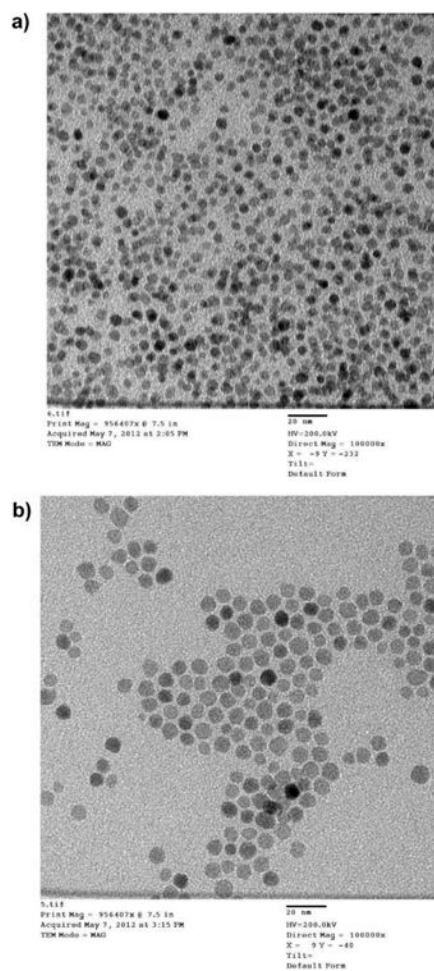 a)
6.tif
Print Mag = 956407x @ 7.5 in
Acquired May 7, 2012 at 2:05 PM
TEM Mode = MAG
20 nm
HV=200.0kV
Direct Mag = 100000x
X = -9 Y = -232
Tilt=
Default Form
b)
5.tif
Print Mag = 956407x @ 7.5 in
Acquired May 7, 2012 at 3:15 PM
TEM Mode = MAG
20 nm
HV=200.0kV
Direct Mag = 100000x
X = 9 Y = -40
Tilt=
Default Form